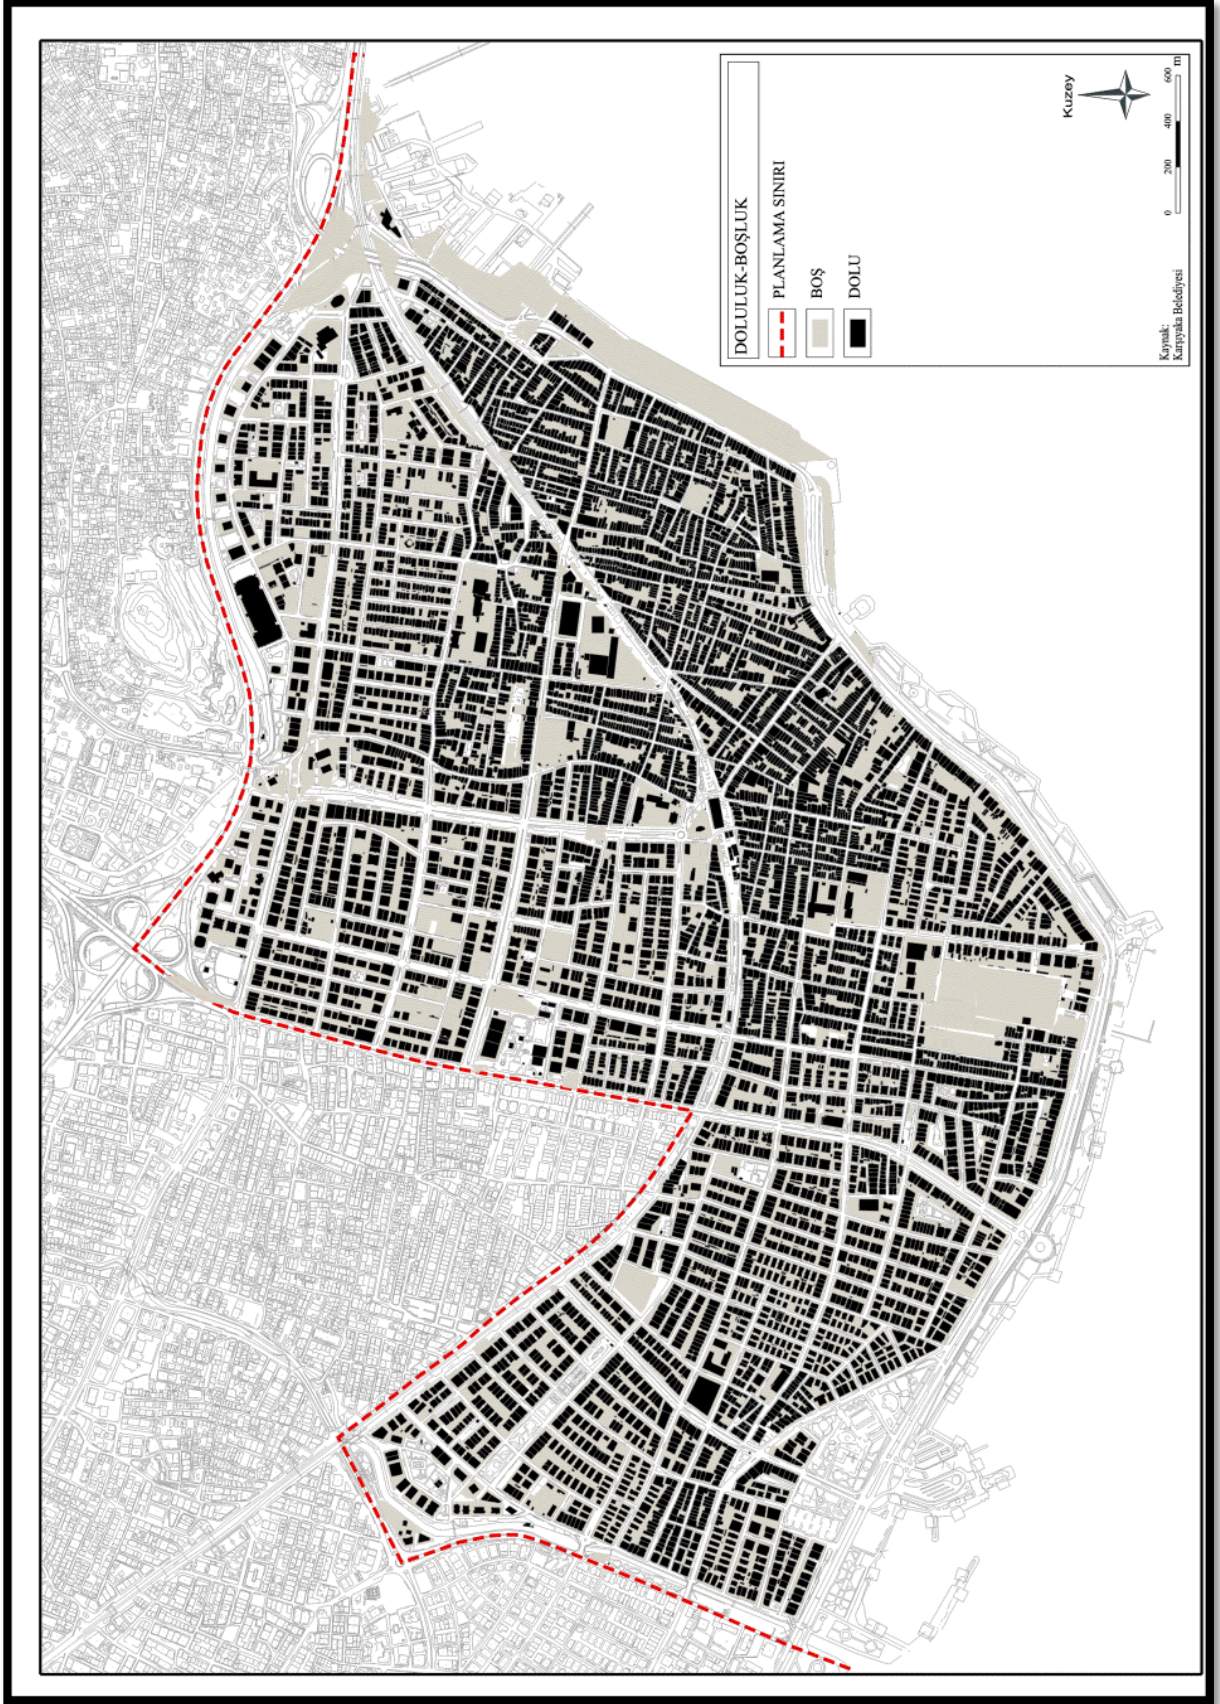 DOLULUK-BOŞLUK
PLANLAMA SINIRI
BOŞ
DOLU
Kuzey
0 200 400 600 m
Kaynak:
Karşıyaka Belediyesi